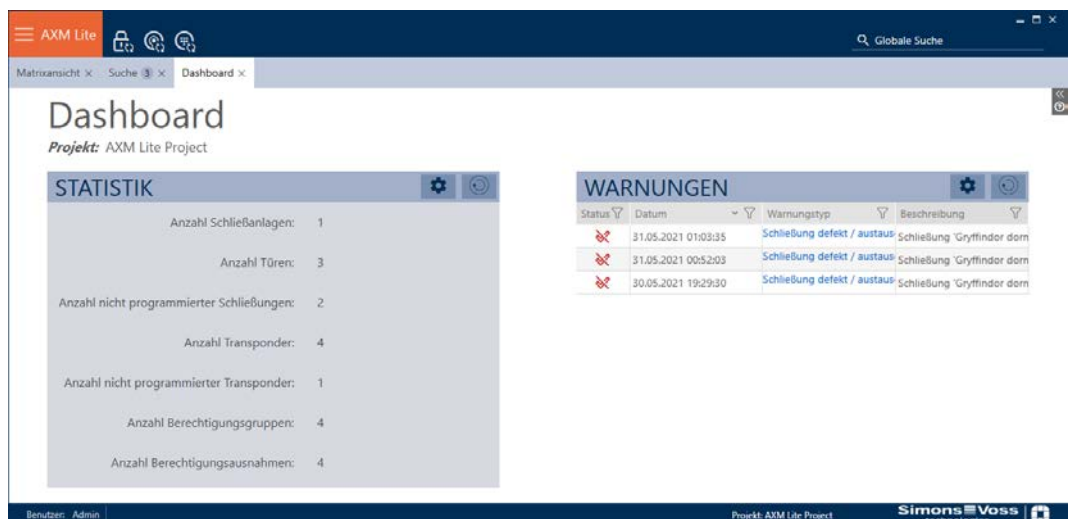 AXM Lite
Globale Suche
Matrixansicht × Suche 3 × Dashboard ×
Dashboard
Projekt: AXM Lite Project
STATISTIK
Anzahl Schließanlagen: 1
Anzahl Türen: 3
Anzahl nicht programmierter Schließungen: 2
Anzahl Transponder: 4
Anzahl nicht programmierter Transponder: 1
Anzahl Berechtigungsgruppen: 4
Anzahl Berechtigungsausnahmen: 4
WARNUNGEN
Status Datum Warnungstyp Beschreibung
31.05.2021 01:03:35 Schließung defekt / austaus Schließung 'Gryffindor dorn
31.05.2021 00:52:03 Schließung defekt / austaus Schließung 'Gryffindor dorn
30.05.2021 19:29:30 Schließung defekt / austaus Schließung 'Gryffindor dorn
Benutzer: Admin
Projekt: AXM Lite Project
Simons Voss